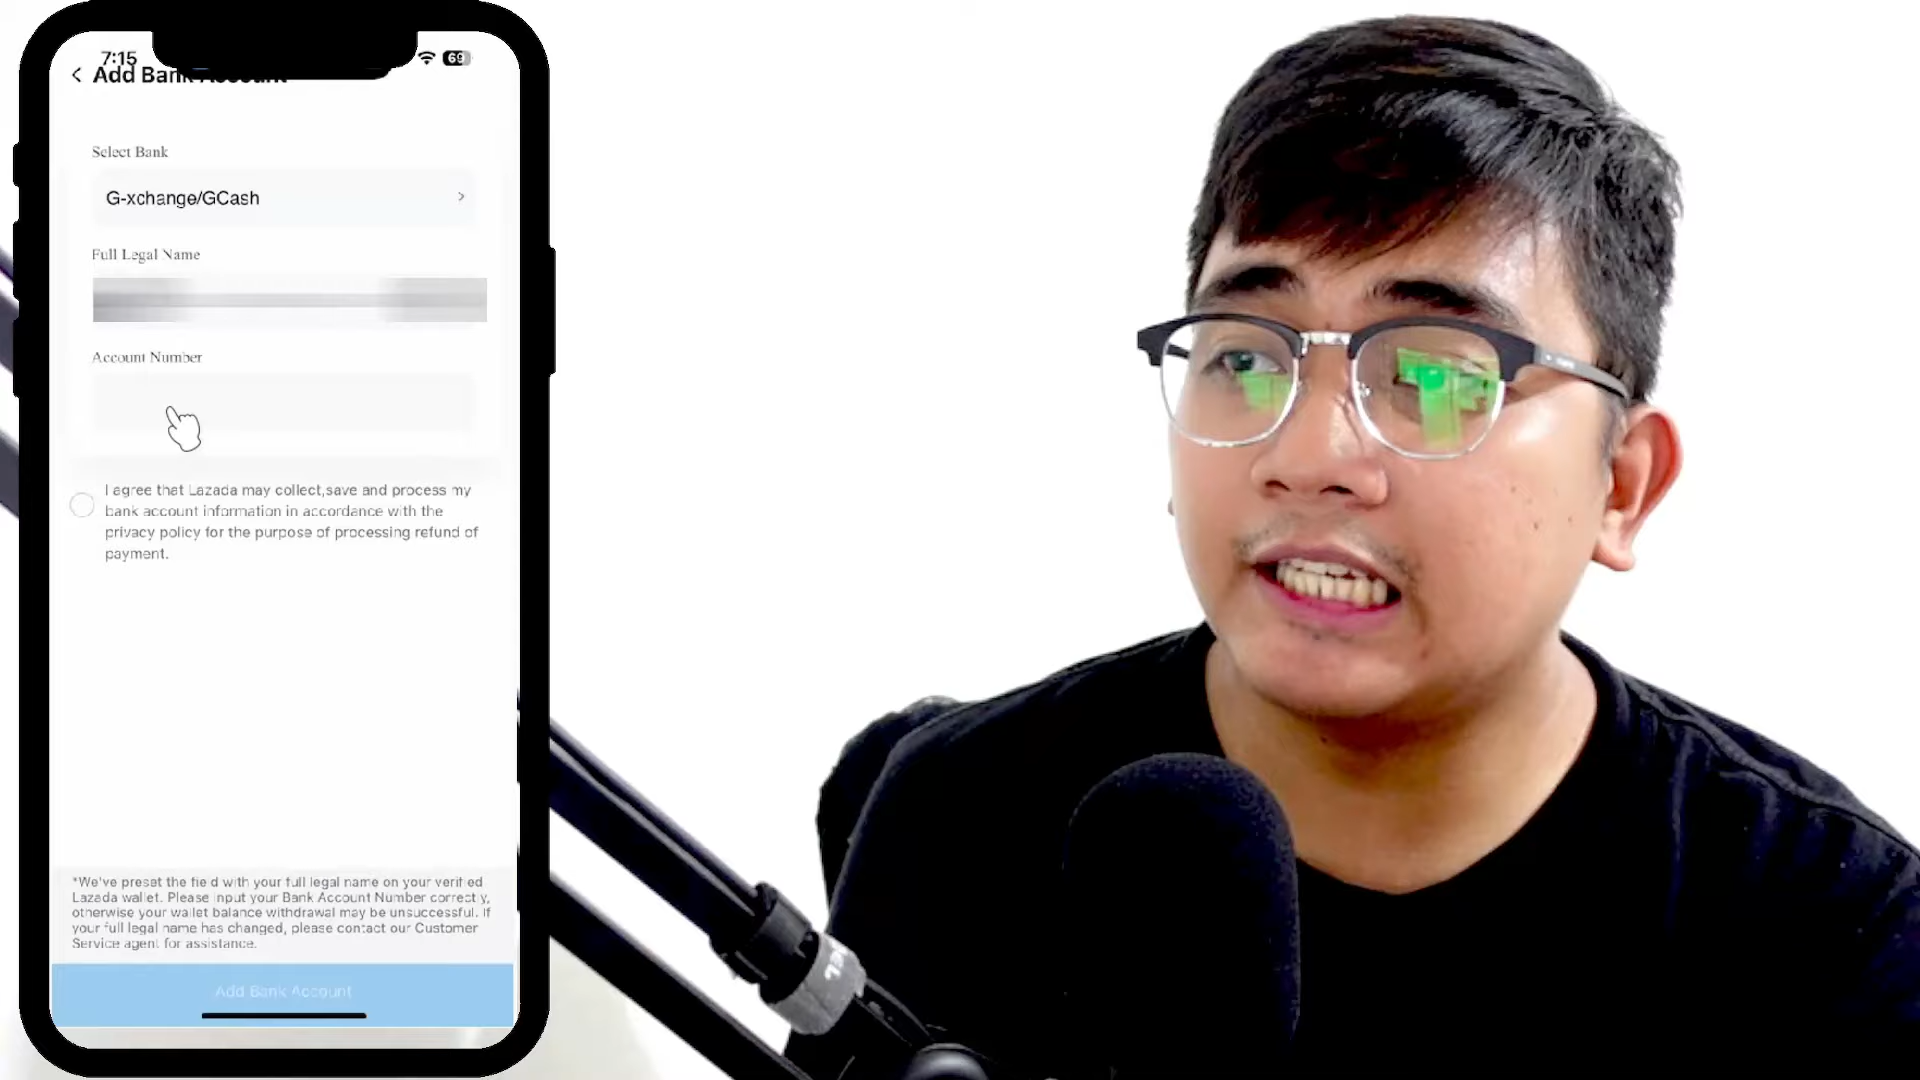 7:15
69
Add Bank Account
Select Bank
G-xchange/GCash
Full Legal Name
Account Number
I agree that Lazada may collect,save and process my
bank account information in accordance with the
privacy policy for the purpose of processing refund of
payment.
*We've preset the field with your full legal name on your verified
Lazada wallet. Please input your Bank Account Number correctly,
otherwise your wallet balance withdrawal may be unsuccessful. If
your full legal name has changed, please contact our Customer
Service agent for assistance.
Add Bank Account